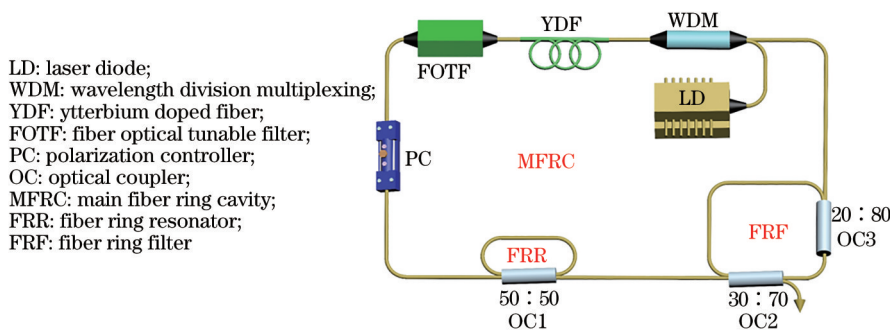 LD: laser diode;
WDM: wavelength division multiplexing;
YDF: ytterbium doped fiber;
FOTF: fiber optical tunable filter;
PC: polarization controller;
OC: optical coupler;
MFRC: main fiber ring cavity;
FRR: fiber ring resonator;
FRF: fiber ring filter
FOTF
YDF
WDM
LD
PC
MFRC
FRR
50:50
OC1
FRF
20:80
OC3
30:70
OC2